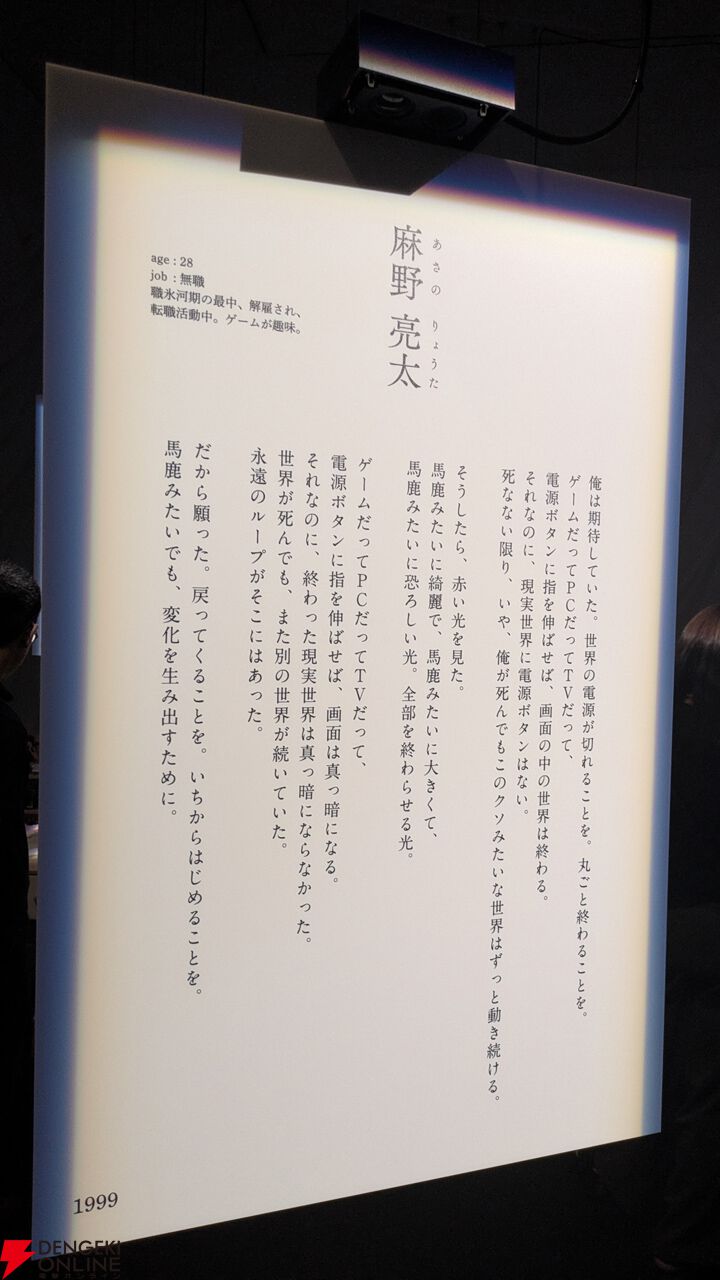 麻野 亮太
あさの りょうた
age : 28
job : 無職
職氷河期の最中、解雇され、
転職活動中。ゲームが趣味。
俺は期待していた。世界の電源が切れることを。丸ごと終わることを。
ゲームだってPCだってTVだって、
電源ボタンに指を伸ばせば、画面の中の世界は終わる。
それなのに、現実世界に電源ボタンはない。
死なない限り、いや、俺が死んでもこのクソみたいな世界はずっと動き続ける。
そうしたら、赤い光を見た。
馬鹿みたいに綺麗で、馬鹿みたいに大きくて、
馬鹿みたいに恐ろしい光。全部を終わらせる光。
ゲームだってPCだってTVだって、
電源ボタンに指を伸ばせば、画面は真っ暗になる。
それなのに、終わった現実世界は真っ暗にならなかった。
世界が死んでも、また別の世界が続いていた。
永遠のループがそこにはあった。
だから願った。戻ってくることを。いちからはじめることを。
馬鹿みたいでも、変化を生み出すために。
1999
DENGEKI
ONLINE